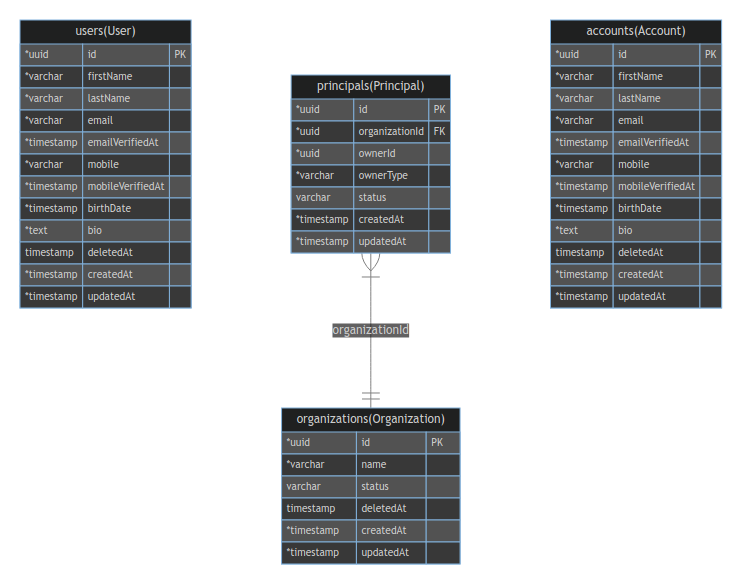 users(User)
*uuid id PK
*varchar firstName
*varchar lastName
*varchar email
*timestamp emailVerifiedAt
*varchar mobile
*timestamp mobileVerifiedAt
*timestamp birthDate
*text bio
timestamp deletedAt
*timestamp createdAt
*timestamp updatedAt
principals(Principal)
*uuid id PK
*uuid organizationId FK
*uuid ownerId
*varchar ownerType
varchar status
*timestamp createdAt
*timestamp updatedAt
accounts(Account)
*uuid id PK
*varchar firstName
*varchar lastName
*varchar email
*timestamp emailVerifiedAt
*varchar mobile
*timestamp mobileVerifiedAt
*timestamp birthDate
*text bio
timestamp deletedAt
*timestamp createdAt
*timestamp updatedAt
organizationId
organizations(Organization)
*uuid id PK
*varchar name
varchar status
timestamp deletedAt
*timestamp createdAt
*timestamp updatedAt